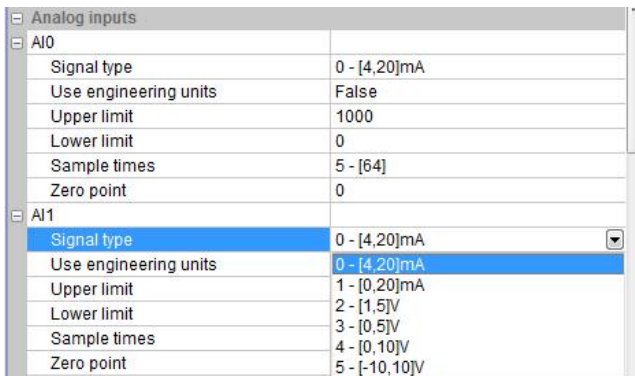 Analog inputs
AI0
Signal type 0 - [4,20]mA
Use engineering units False
Upper limit 1000
Lower limit 0
Sample times 5 - [64]
Zero point 0
AI1
Signal type 0 - [4,20]mA
Use engineering units 0 - [4,20]mA
Upper limit 1 - [0,20]mA
2 - [1,5]V
Lower limit 3 - [0,5]V
Sample times 4 - [0,10]V
Zero point 5 - [-10,10]V